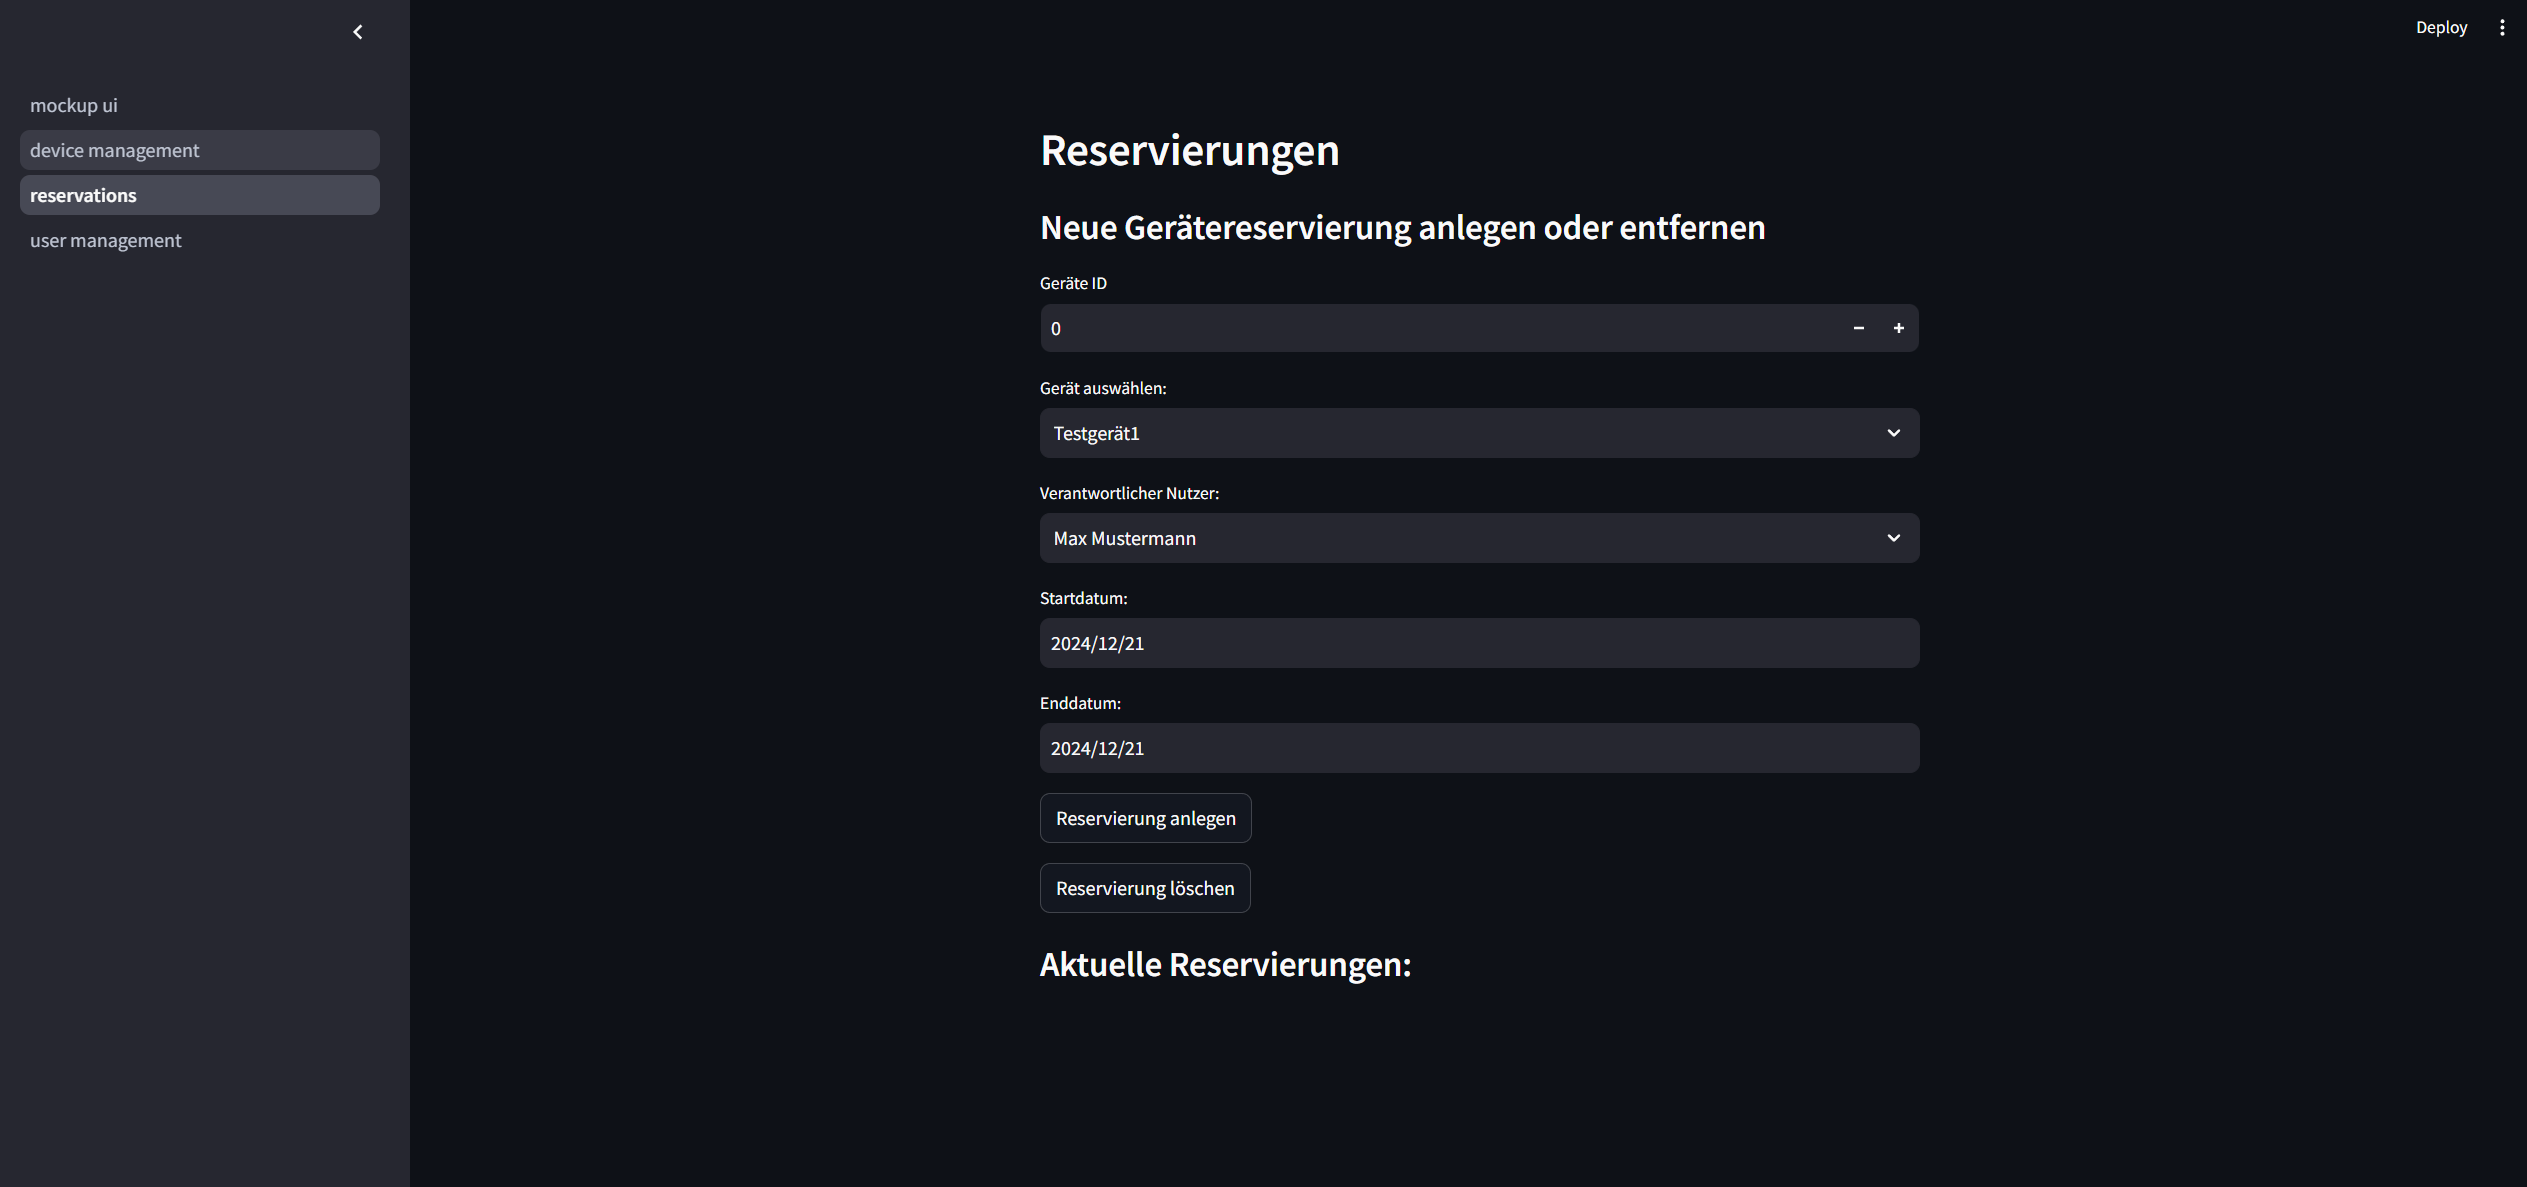 Deploy
mockup ui
device management
reservations
user management
Reservierungen
Neue Gerätereservierung anlegen oder entfernen
Geräte ID
0
Gerät auswählen:
Testgerät1
Verantwortlicher Nutzer:
Max Mustermann
Startdatum:
2024/12/21
Enddatum:
2024/12/21
Reservierung anlegen
Reservierung löschen
Aktuelle Reservierungen: